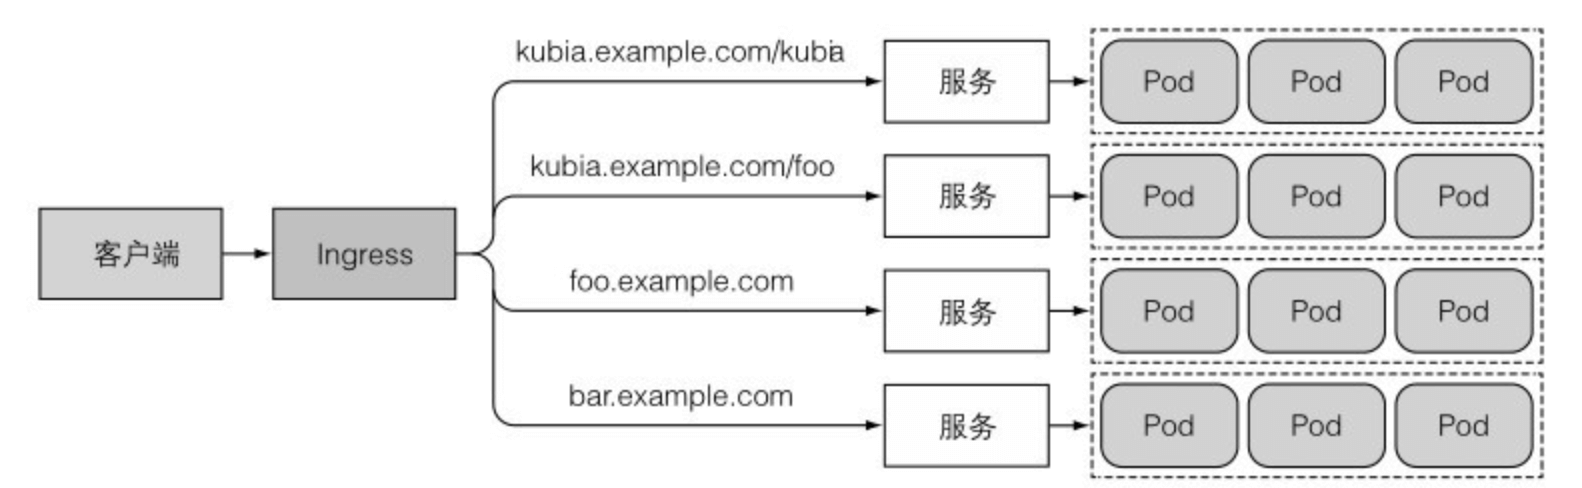 kubia.example.com/kubia
服务
Pod Pod Pod
kubia.example.com/foo
服务
Pod Pod Pod
客户端
Ingress
foo.example.com
服务
Pod Pod Pod
bar.example.com
服务
Pod Pod Pod